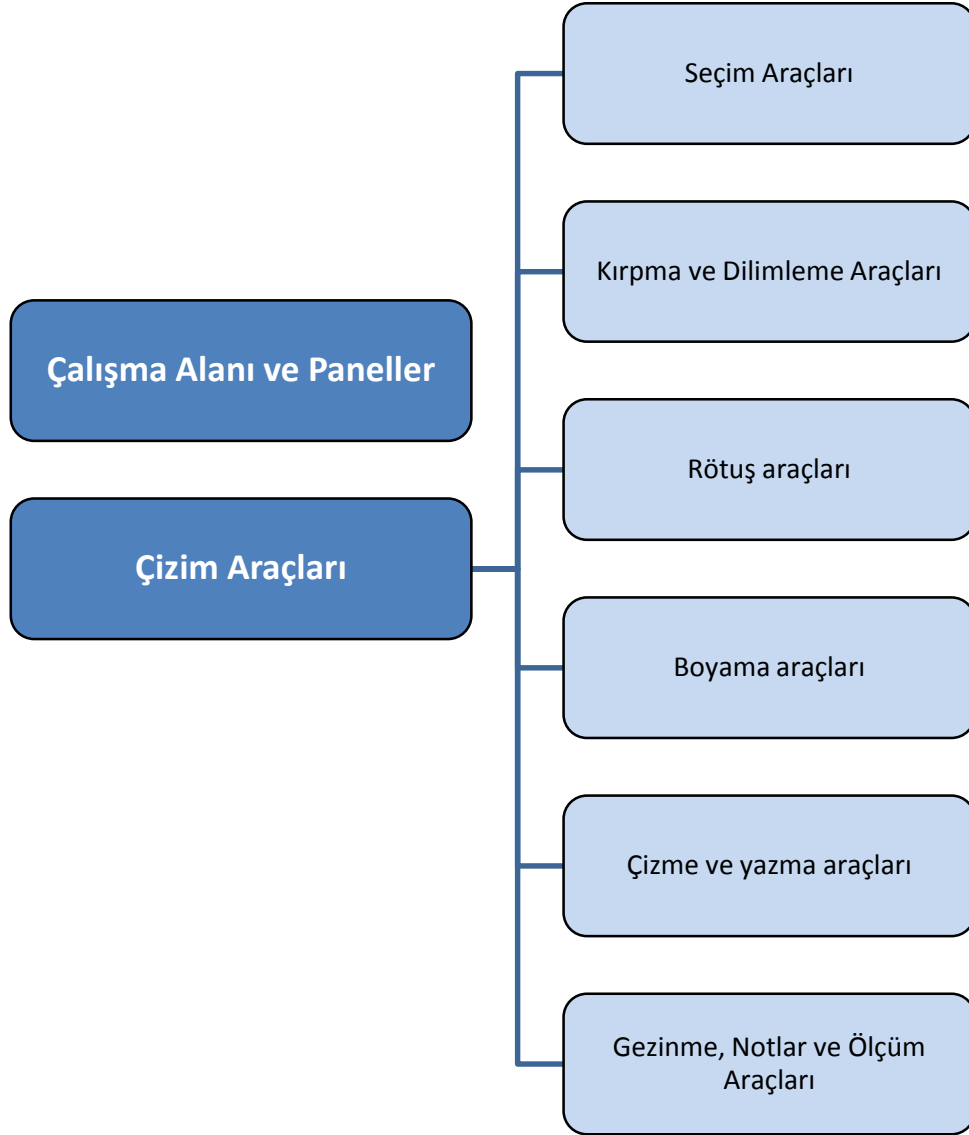 Çalışma Alanı ve Paneller
Çizim Araçları
Seçim Araçları
Kırpma ve Dilimleme Araçları
Rötuş araçları
Boyama araçları
Çizme ve yazma araçları
Gezinme, Notlar ve Ölçüm
Araçları